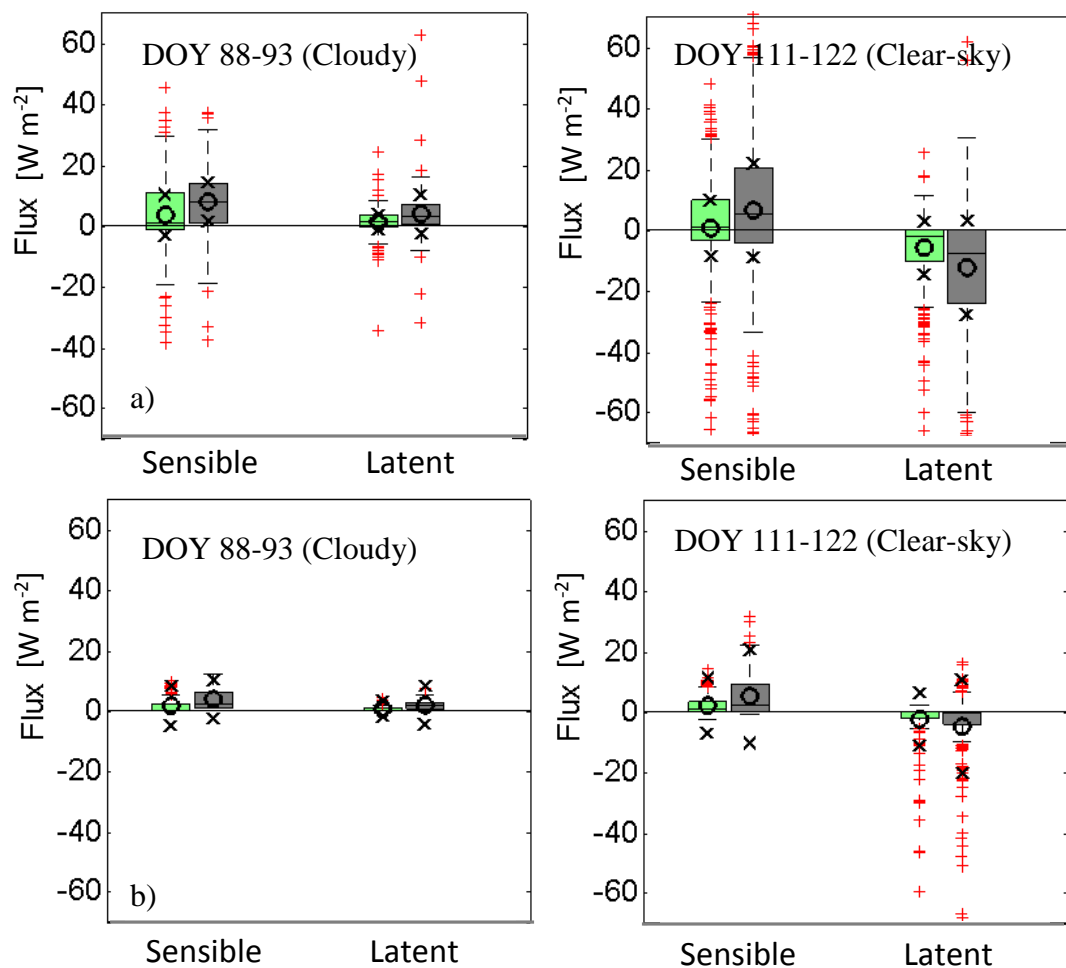 DOY 88-93 (Cloudy)
60
40
20
0
-20
-40
-60
Flux [W m-2]
a)
Sensible Latent
DOY 111-122 (Clear-sky)
60
40
20
0
-20
-40
-60
Flux [W m-2]
Sensible Latent
DOY 88-93 (Cloudy)
60
40
20
0
-20
-40
-60
Flux [W m-2]
b)
Sensible Latent
DOY 111-122 (Clear-sky)
60
40
20
0
-20
-40
-60
Flux [W m-2]
Sensible Latent